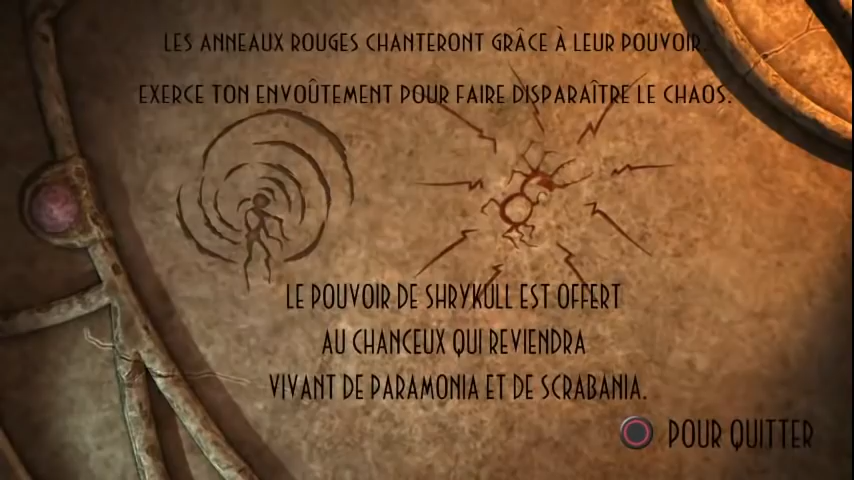 LES ANNEAUX ROUGES CHANTERONT GRÂCE À LEUR POUVOIR.
EXERCE TON ENVOÛTEMENT POUR FAIRE DISPARAÎTRE LE CHAOS.
LE POUVOIR DE SHRYKULL EST OFFERT
AU CHANCEUX QUI REVIENDRA
VIVANT DE PARAMONIA ET DE SCRABANIA.
POUR QUITTER